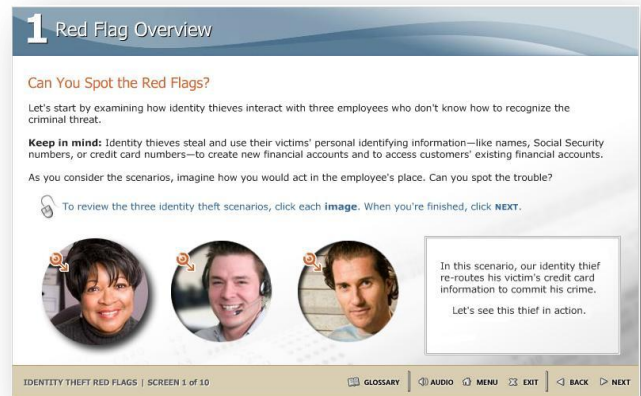 1 Red Flag Overview
Can You Spot the Red Flags?
Let's start by examining how identity thieves interact with three employees who don't know how to recognize the
criminal threat.
Keep in mind: Identity thieves steal and use their victims' personal identifying information—like names, Social Security
numbers, or credit card numbers—to create new financial accounts and to access customers' existing financial accounts.
As you consider the scenarios, imagine how you would act in the employee's place. Can you spot the trouble?
To review the three identity theft scenarios, click each image. When you're finished, click NEXT.
In this scenario, our identity thief
re-routes his victim's credit card
information to commit his crime.
Let's see this thief in action.
IDENTITY THEFT RED FLAGS | SCREEN 1 of 10
GLOSSARY AUDIO MENU EXIT BACK NEXT